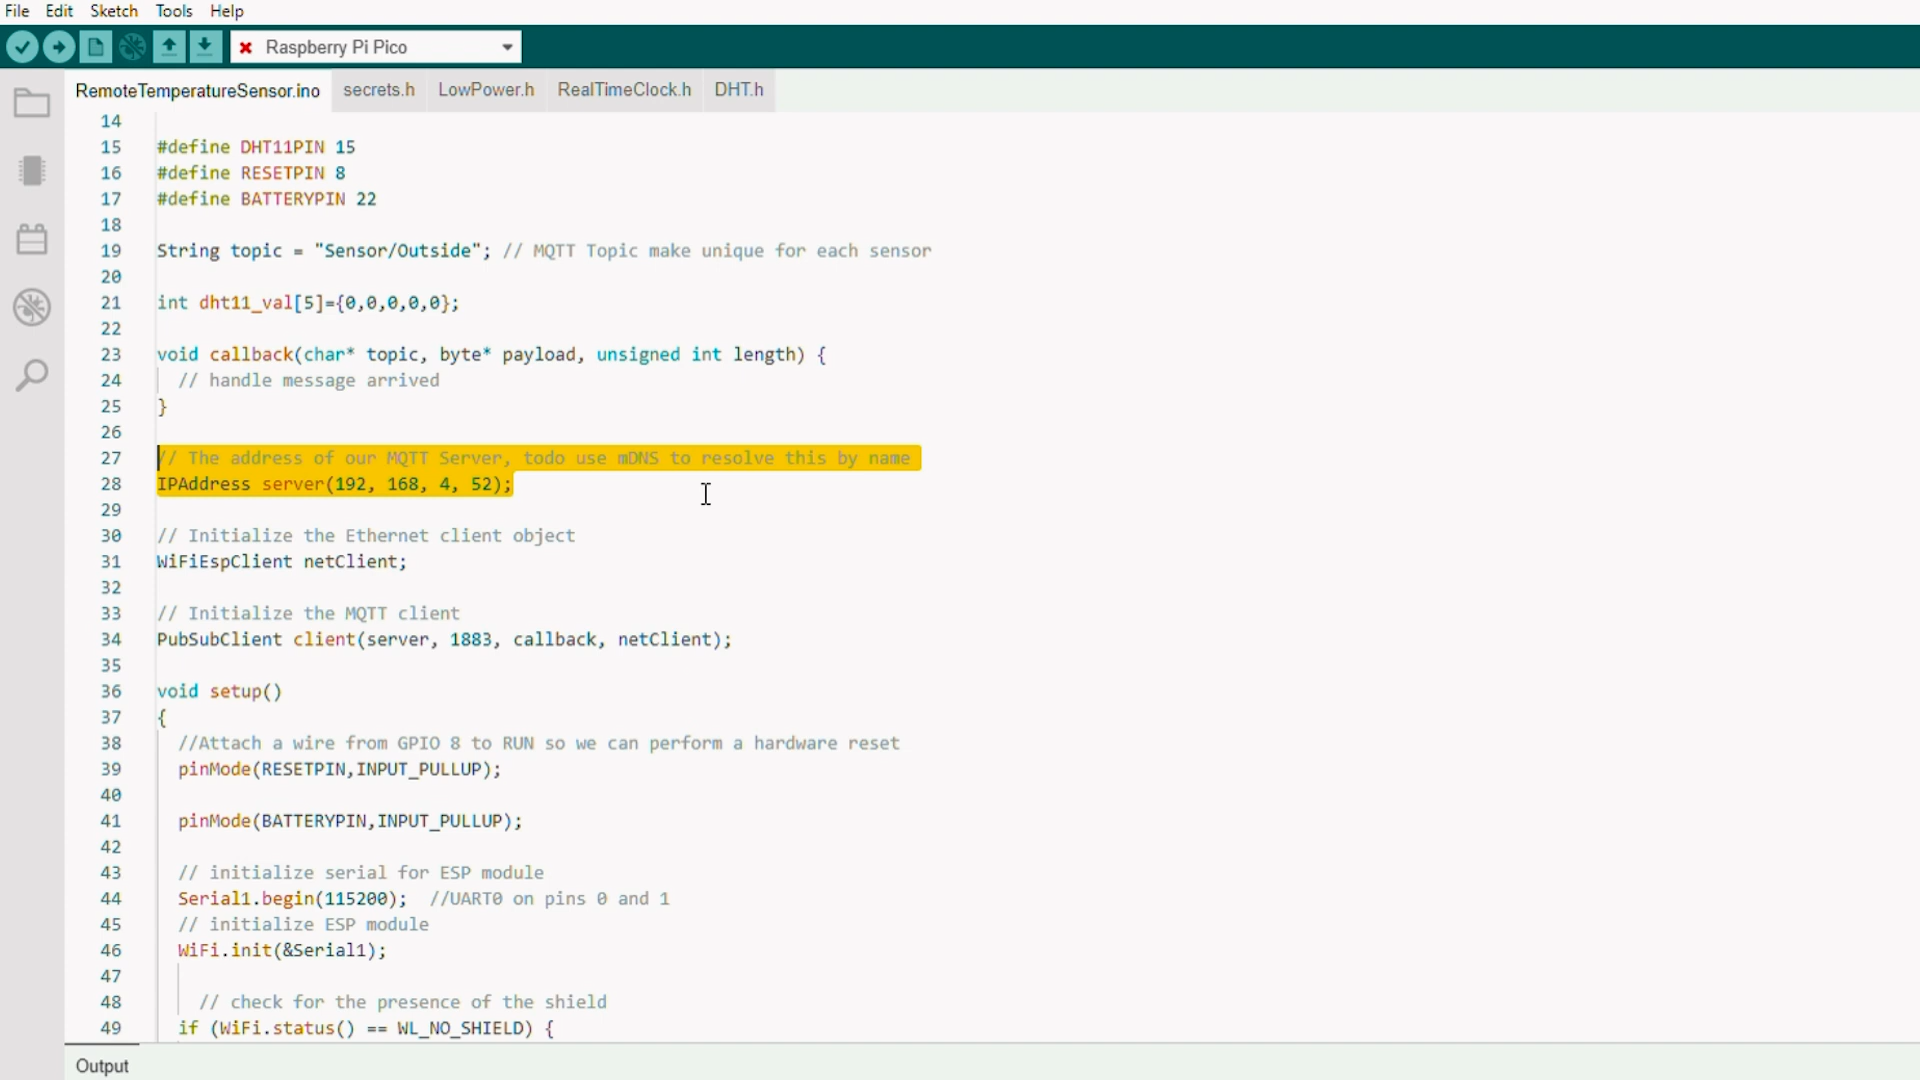 File Edit Sketch Tools Help
Raspberry Pi Pico
RemoteTemperatureSensor.ino secrets.h LowPower.h RealTimeClock.h DHT.h
14
15 #define DHT11PIN 15
16 #define RESETPIN 8
17 #define BATTERYPIN 22
18
19 String topic = "Sensor/Outside"; // MQTT Topic make unique for each sensor
20
21 int dht11_val[5]={0,0,0,0,0};
22
23 void callback(char* topic, byte* payload, unsigned int length) {
24 // handle message arrived
25 }
26
27 // The address of our MQTT Server, todo use mDNS to resolve this by name
28 IPAddress server(192, 168, 4, 52);
29
30 // Initialize the Ethernet client object
31 WiFiEspClient netClient;
32
33 // Initialize the MQTT client
34 PubSubClient client(server, 1883, callback, netClient);
35
36 void setup()
37 {
38 //Attach a wire from GPIO 8 to RUN so we can perform a hardware reset
39 pinMode(RESETPIN,INPUT_PULLUP);
40
41 pinMode(BATTERYPIN,INPUT_PULLUP);
42
43 // initialize serial for ESP module
44 Serial1.begin(115200); //UART0 on pins 0 and 1
45 // initialize ESP module
46 WiFi.init(&Serial1);
47
48 // check for the presence of the shield
49 if (WiFi.status() == WL_NO_SHIELD) {
Output